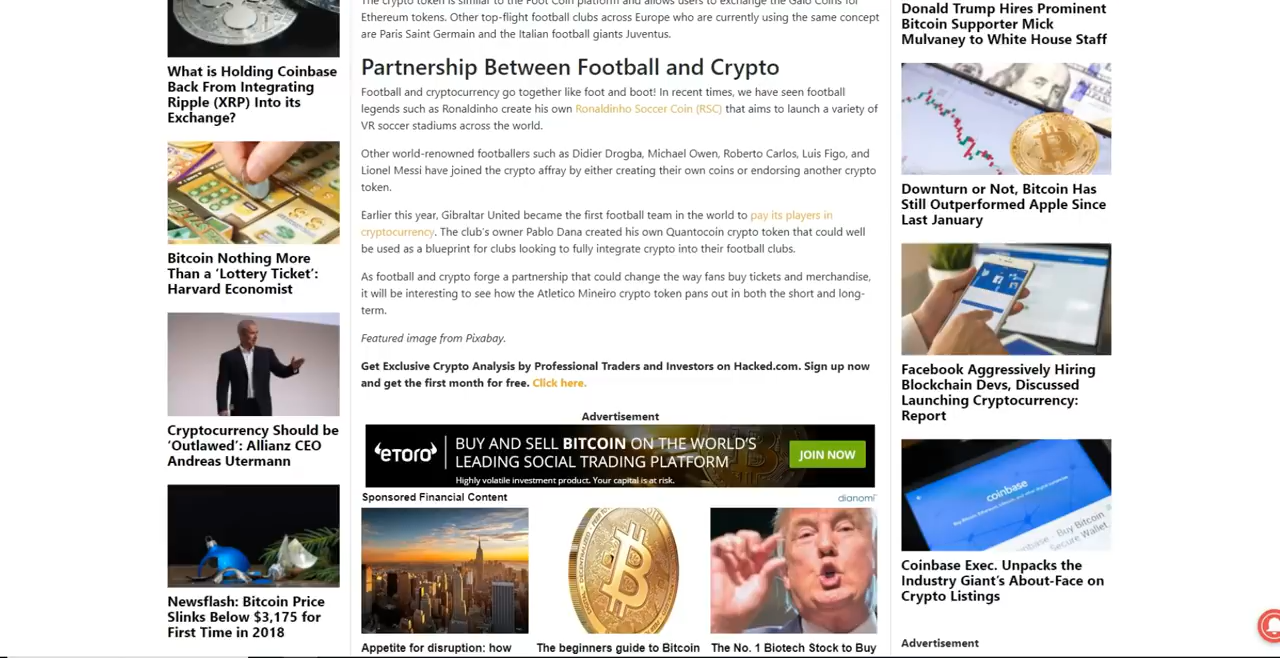 What is Holding Coinbase
Back From Integrating
Ripple (XRP) Into its
Exchange?
Bitcoin Nothing More
Than a ‘Lottery Ticket’:
Harvard Economist
Cryptocurrency Should be
‘Outlawed’: Allianz CEO
Andreas Utermann
Newsflash: Bitcoin Price
Slinks Below $3,175 for
First Time in 2018
The crypto token is similar to the Foot Coin platform and allows users to exchange the Galo Coins for
Ethereum tokens. Other top-flight football clubs across Europe who are currently using the same concept
are Paris Saint Germain and the Italian football giants Juventus.
Partnership Between Football and Crypto
Football and cryptocurrency go together like foot and boot! In recent times, we have seen football
legends such as Ronaldinho create his own Ronaldinho Soccer Coin (RSC) that aims to launch a variety of
VR soccer stadiums across the world.
Other world-renowned footballers such as Didier Drogba, Michael Owen, Roberto Carlos, Luis Figo, and
Lionel Messi have joined the crypto affray by either creating their own coins or endorsing another crypto
token.
Earlier this year, Gibraltar United became the first football team in the world to pay its players in
cryptocurrency. The club’s owner Pablo Dana created his own Quantocoin crypto token that could well
be used as a blueprint for clubs looking to fully integrate crypto into their football clubs.
As football and crypto forge a partnership that could change the way fans buy tickets and merchandise,
it will be interesting to see how the Atletico Mineiro crypto token pans out in both the short and long-
term.
Featured image from Pixabay.
Get Exclusive Crypto Analysis by Professional Traders and Investors on Hacked.com. Sign up now
and get the first month for free. Click here.
Advertisement
eToro
BUY AND SELL BITCOIN ON THE WORLD’S
LEADING SOCIAL TRADING PLATFORM
Highly volatile investment product. Your capital is at risk.
JOIN NOW
Sponsored Financial Content
dianomi
Appetite for disruption: how
The beginners guide to Bitcoin
The No. 1 Biotech Stock to Buy
Donald Trump Hires Prominent
Bitcoin Supporter Mick
Mulvaney to White House Staff
Downturn or Not, Bitcoin Has
Still Outperformed Apple Since
Last January
Facebook Aggressively Hiring
Blockchain Devs, Discussed
Launching Cryptocurrency:
Report
coinbase
Coinbase Exec. Unpacks the
Industry Giant’s About-Face on
Crypto Listings
Advertisement